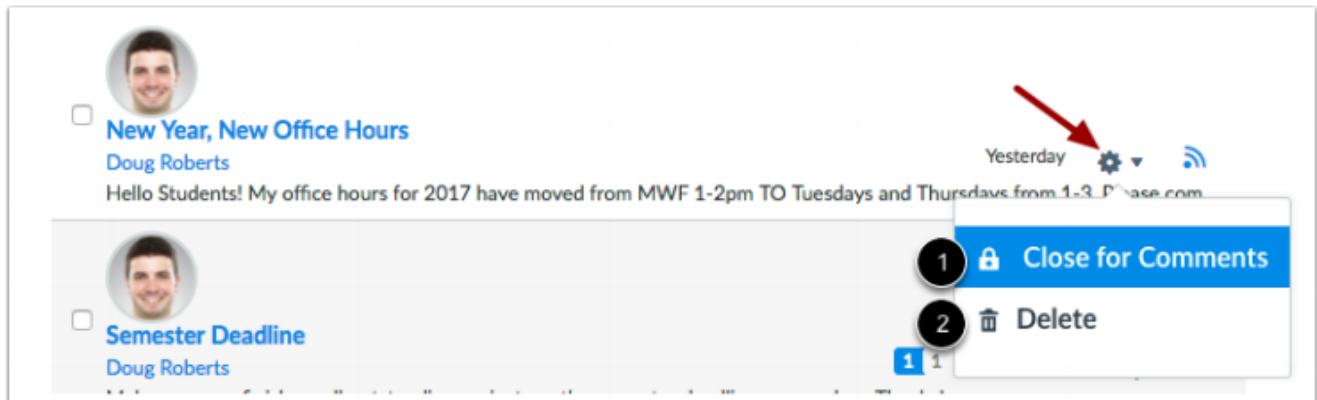 New Year, New Office Hours
Doug Roberts
Yesterday
Hello Students! My office hours for 2017 have moved from MWF 1-2pm TO Tuesdays and Thursdays from 1-3. com
1 Close for Comments
2 Delete
Semester Deadline
Doug Roberts
1 1